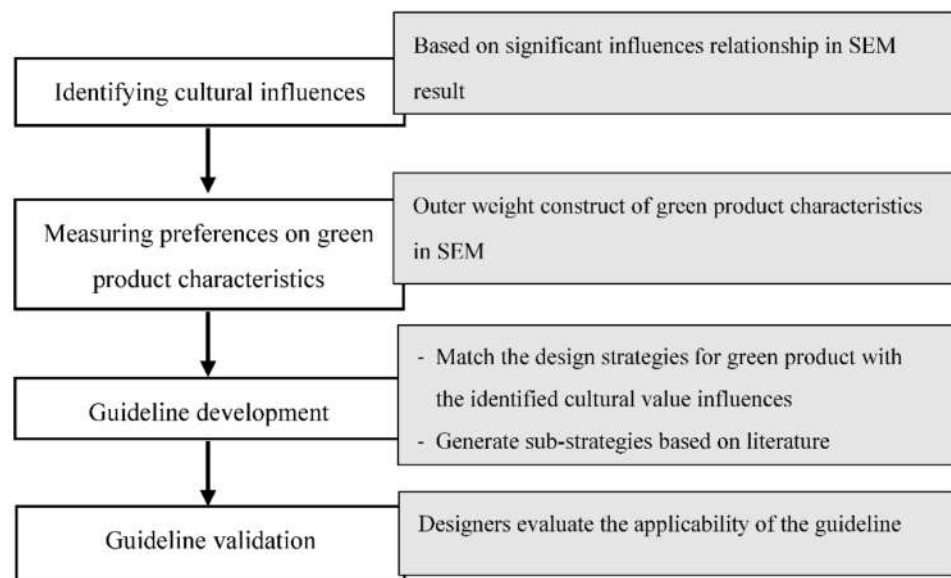 Identifying cultural influences
Based on significant influences relationship in SEM
result
Measuring preferences on green
product characteristics
Outer weight construct of green product characteristics
in SEM
Guideline development
- Match the design strategies for green product with
the identified cultural value influences
- Generate sub-strategies based on literature
Guideline validation
Designers evaluate the applicability of the guideline